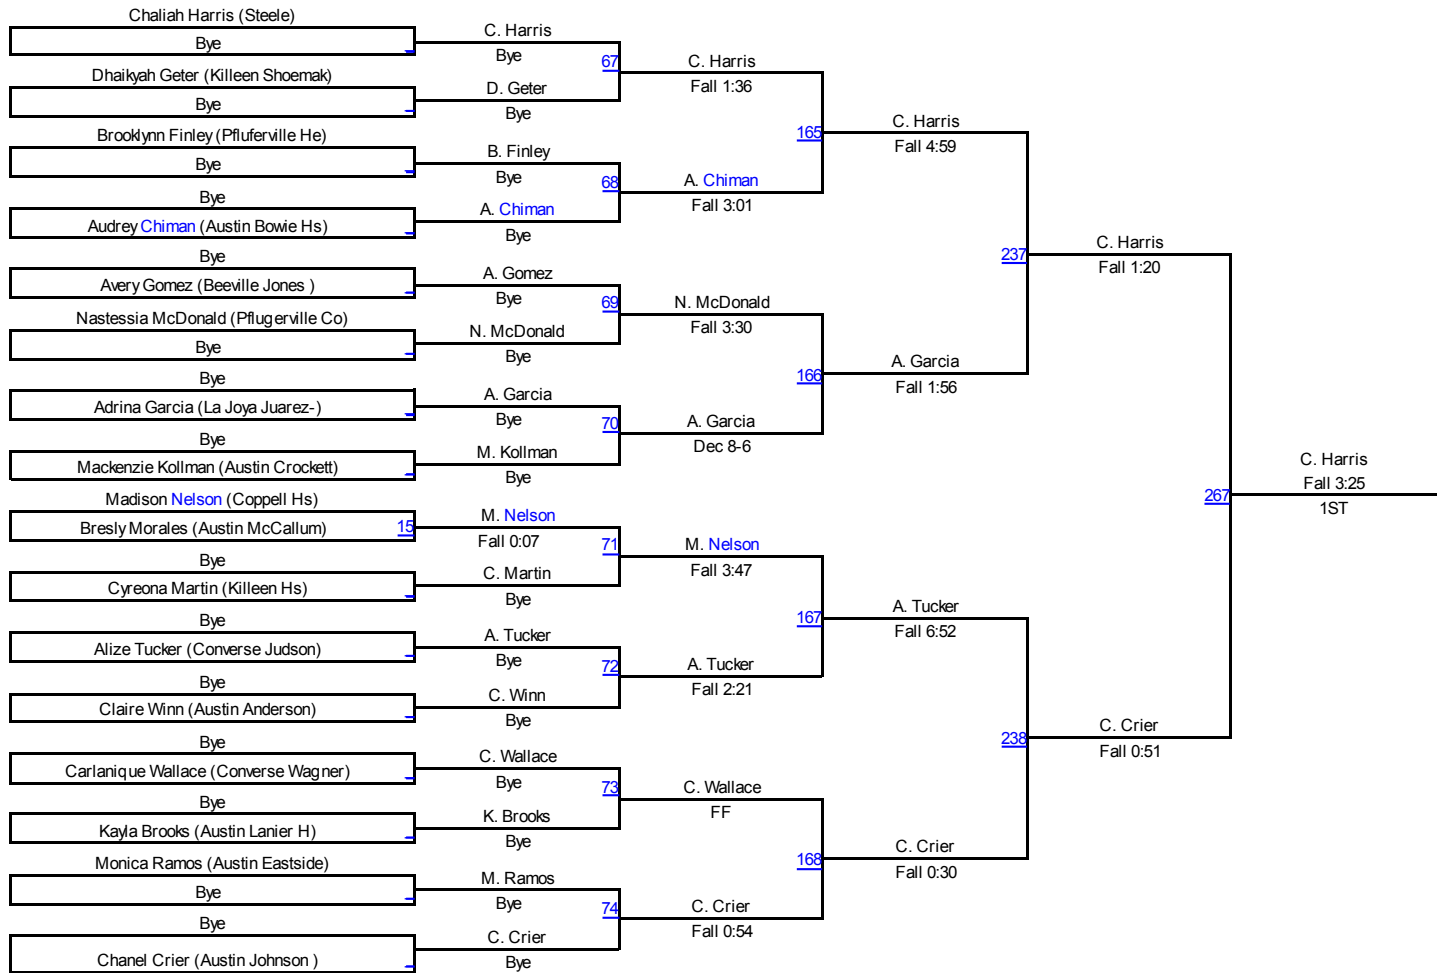 Chaliah Harris (Steele)
Bye
Dhaikyah Geter (Killeen Shoemak)
Bye
Brooklynn Finley (Pfluferville He)
Bye
Bye
Audrey Chiman (Austin Bowie Hs)
Bye
Avery Gomez (Beeville Jones )
Nastessia McDonald (Pflugerville Co)
Bye
Bye
Adrina Garcia (La Joya Juarez-)
Bye
Mackenzie Kollman (Austin Crockett)
Madison Nelson (Coppell Hs)
Bresly Morales (Austin McCallum) 15
Bye
Cyreona Martin (Killeen Hs)
Bye
Alize Tucker (Converse Judson)
Bye
Claire Winn (Austin Anderson)
Bye
Carlanique Wallace (Converse Wagner)
Bye
Kayla Brooks (Austin Lanier H)
Monica Ramos (Austin Eastside)
Bye
Bye
Chanel Crier (Austin Johnson )
C. Harris
Bye
67
D. Geter
Bye
B. Finley
Bye
68
A. Chiman
Bye
A. Gomez
Bye
69
N. McDonald
Bye
A. Garcia
Bye
70
M. Kollman
Bye
M. Nelson
Fall 0:07
71
C. Martin
Bye
A. Tucker
Bye
72
C. Winn
Bye
C. Wallace
Bye
73
K. Brooks
Bye
M. Ramos
Bye
74
C. Crier
Bye
C. Harris
Fall 1:36
165
A. Chiman
Fall 3:01
N. McDonald
Fall 3:30
166
A. Garcia
Dec 8-6
M. Nelson
Fall 3:47
167
A. Tucker
Fall 2:21
C. Wallace
FF
168
C. Crier
Fall 0:54
C. Harris
Fall 4:59
237
A. Garcia
Fall 1:56
A. Tucker
Fall 6:52
238
C. Crier
Fall 0:30
C. Harris
Fall 1:20
267
C. Crier
Fall 0:51
C. Harris
Fall 3:25
1ST